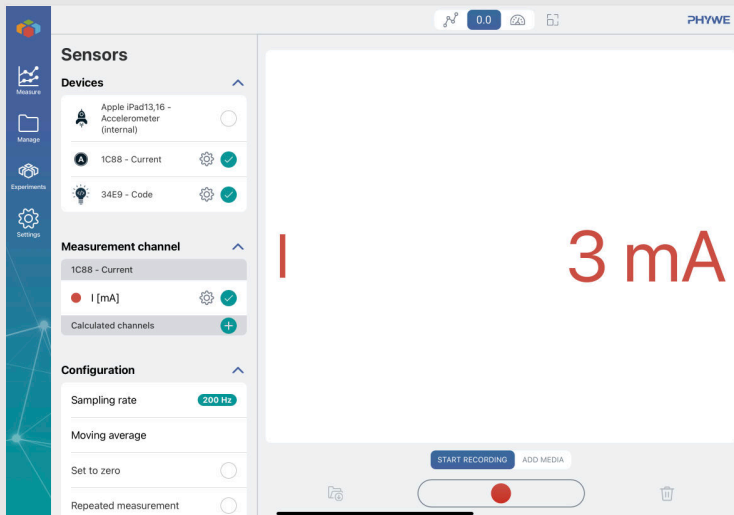 0.0
PHYWE
Measure
Manage
Experiments
Settings
Sensors
Devices
Apple iPad13,16 -
Accelerometer
(internal)
A
1C88 - Current
34E9 - Code
Measurement channel
1C88 - Current
I [mA]
Calculated channels
Configuration
Sampling rate
200 Hz
Moving average
Set to zero
Repeated measurement
I
3 mA
START RECORDING
ADD MEDIA